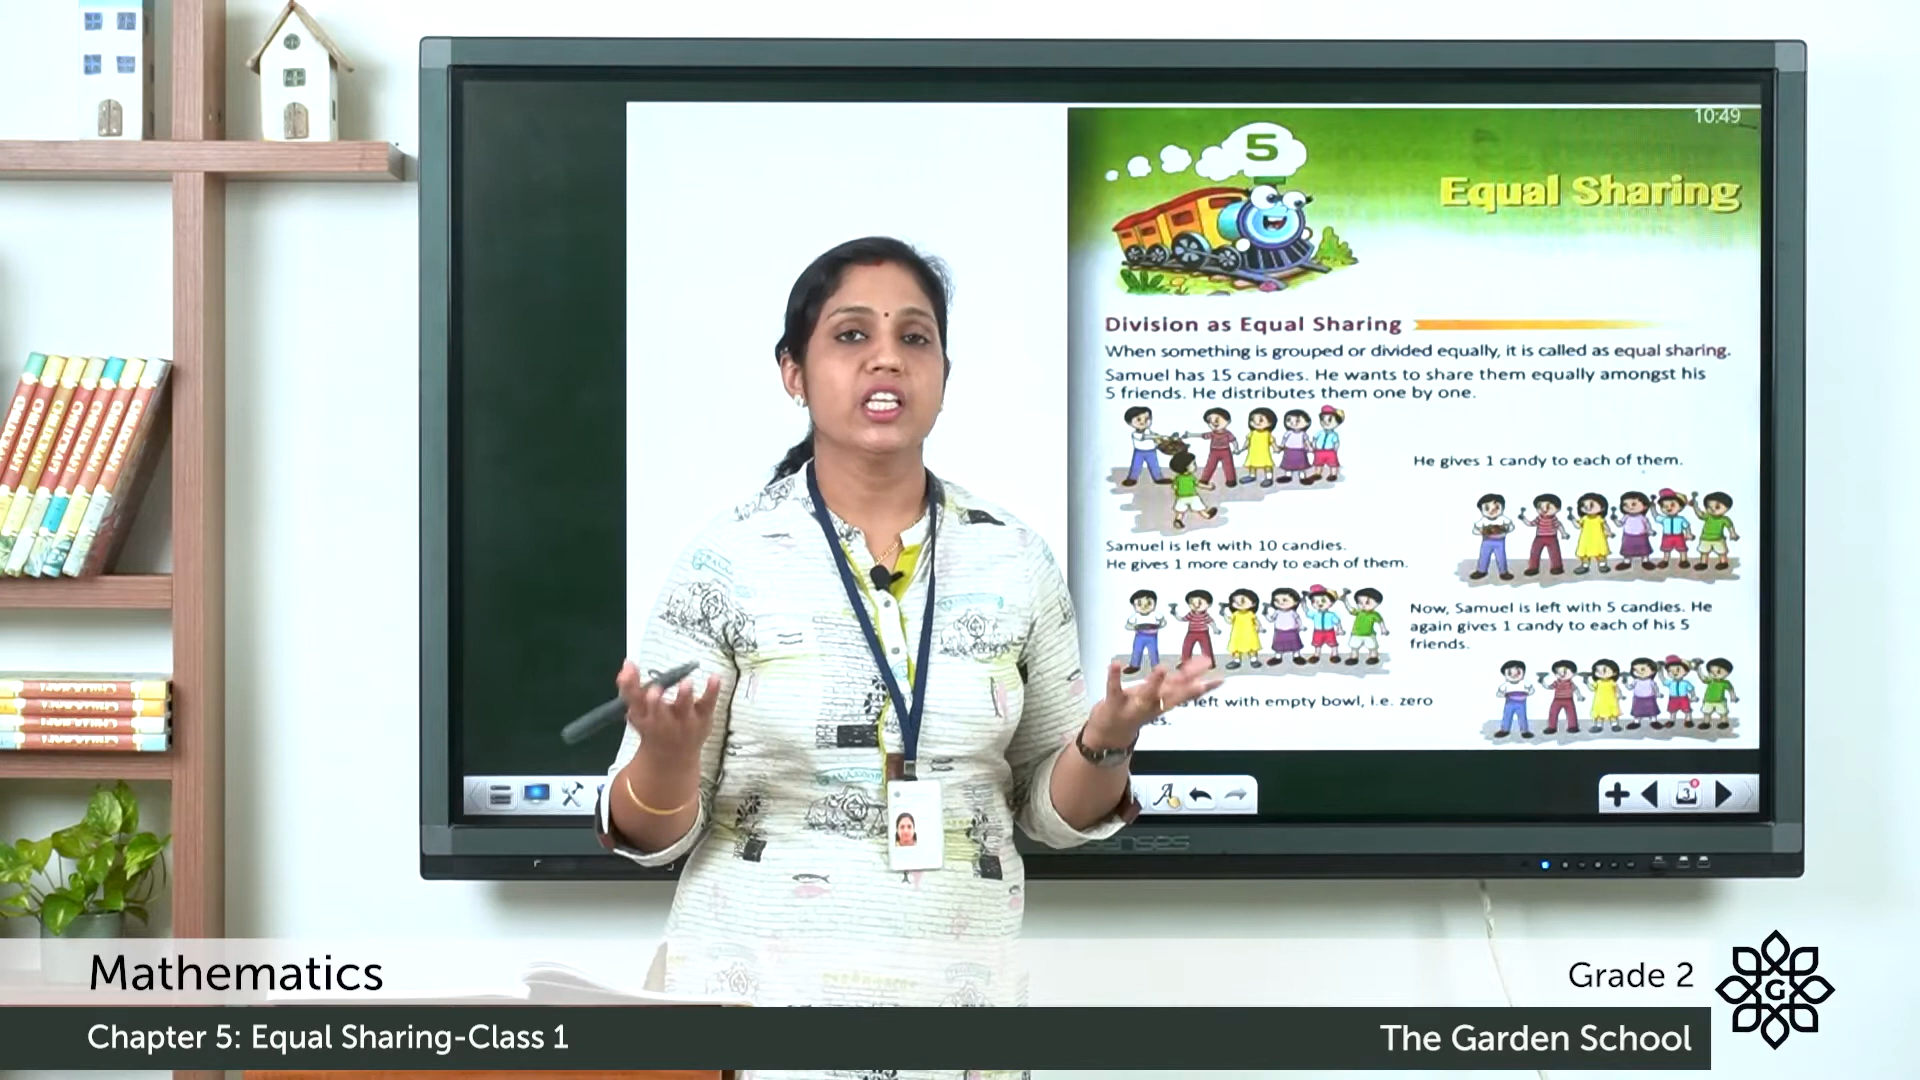 10:49
5
Equal Sharing
Division as Equal Sharing
When something is grouped or divided equally, it is called as equal sharing.
Samuel has 15 candies. He wants to share them equally amongst his
5 friends. He distributes them one by one.
He gives 1 candy to each of them.
Samuel is left with 10 candies.
He gives 1 more candy to each of them.
Now, Samuel is left with 5 candies. He
again gives 1 candy to each of his 5
friends.
left with empty bowl, i.e. zero
3
Mathematics
Grade 2
G
Chapter 5: Equal Sharing-Class 1
The Garden School